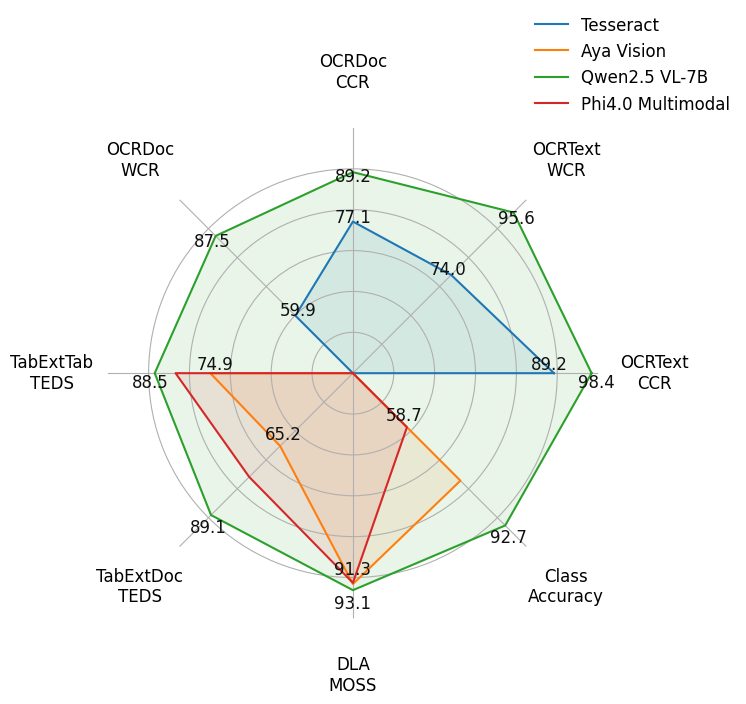 Tesseract
Aya Vision
Qwen2.5 VL-7B
Phi4.0 Multimodal
OCRDoc
CCR
OCRDoc
WCR
OCRText
WCR
89.2
95.6
77.1
87.5
74.0
59.9
TabExtTab
TEDS
88.5
74.9
89.2
98.4
OCRText
CCR
58.7
65.2
89.1
92.7
91.3
93.1
TabExtDoc
TEDS
Class
Accuracy
DLA
MOSS